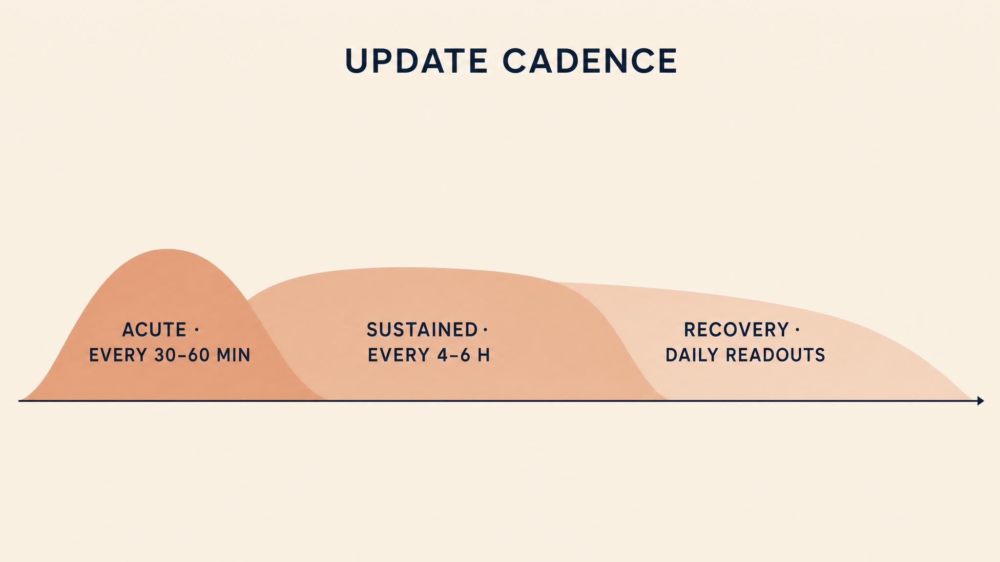 UPDATE CADENCE
ACUTE ·
EVERY 30–60 MIN
SUSTAINED ·
EVERY 4–6 H
RECOVERY ·
DAILY READOUTS